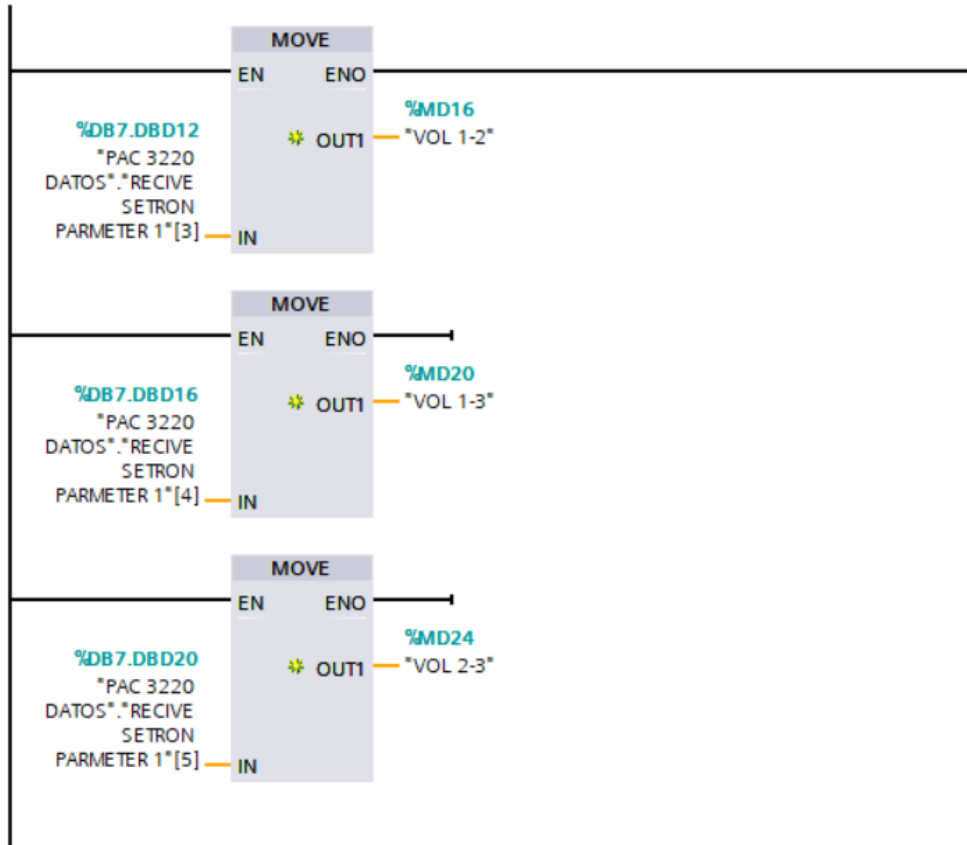 MOVE
EN ENO
%MD16
%DB7.DBD12
OUT1 "VOL 1-2"
"PAC 3220
DATOS"."RECIVE
SETRON
PARMETER 1"[3] IN
MOVE
EN ENO
%MD20
%DB7.DBD16
OUT1 "VOL 1-3"
"PAC 3220
DATOS"."RECIVE
SETRON
PARMETER 1"[4] IN
MOVE
EN ENO
%MD24
%DB7.DBD20
OUT1 "VOL 2-3"
"PAC 3220
DATOS"."RECIVE
SETRON
PARMETER 1"[5] IN